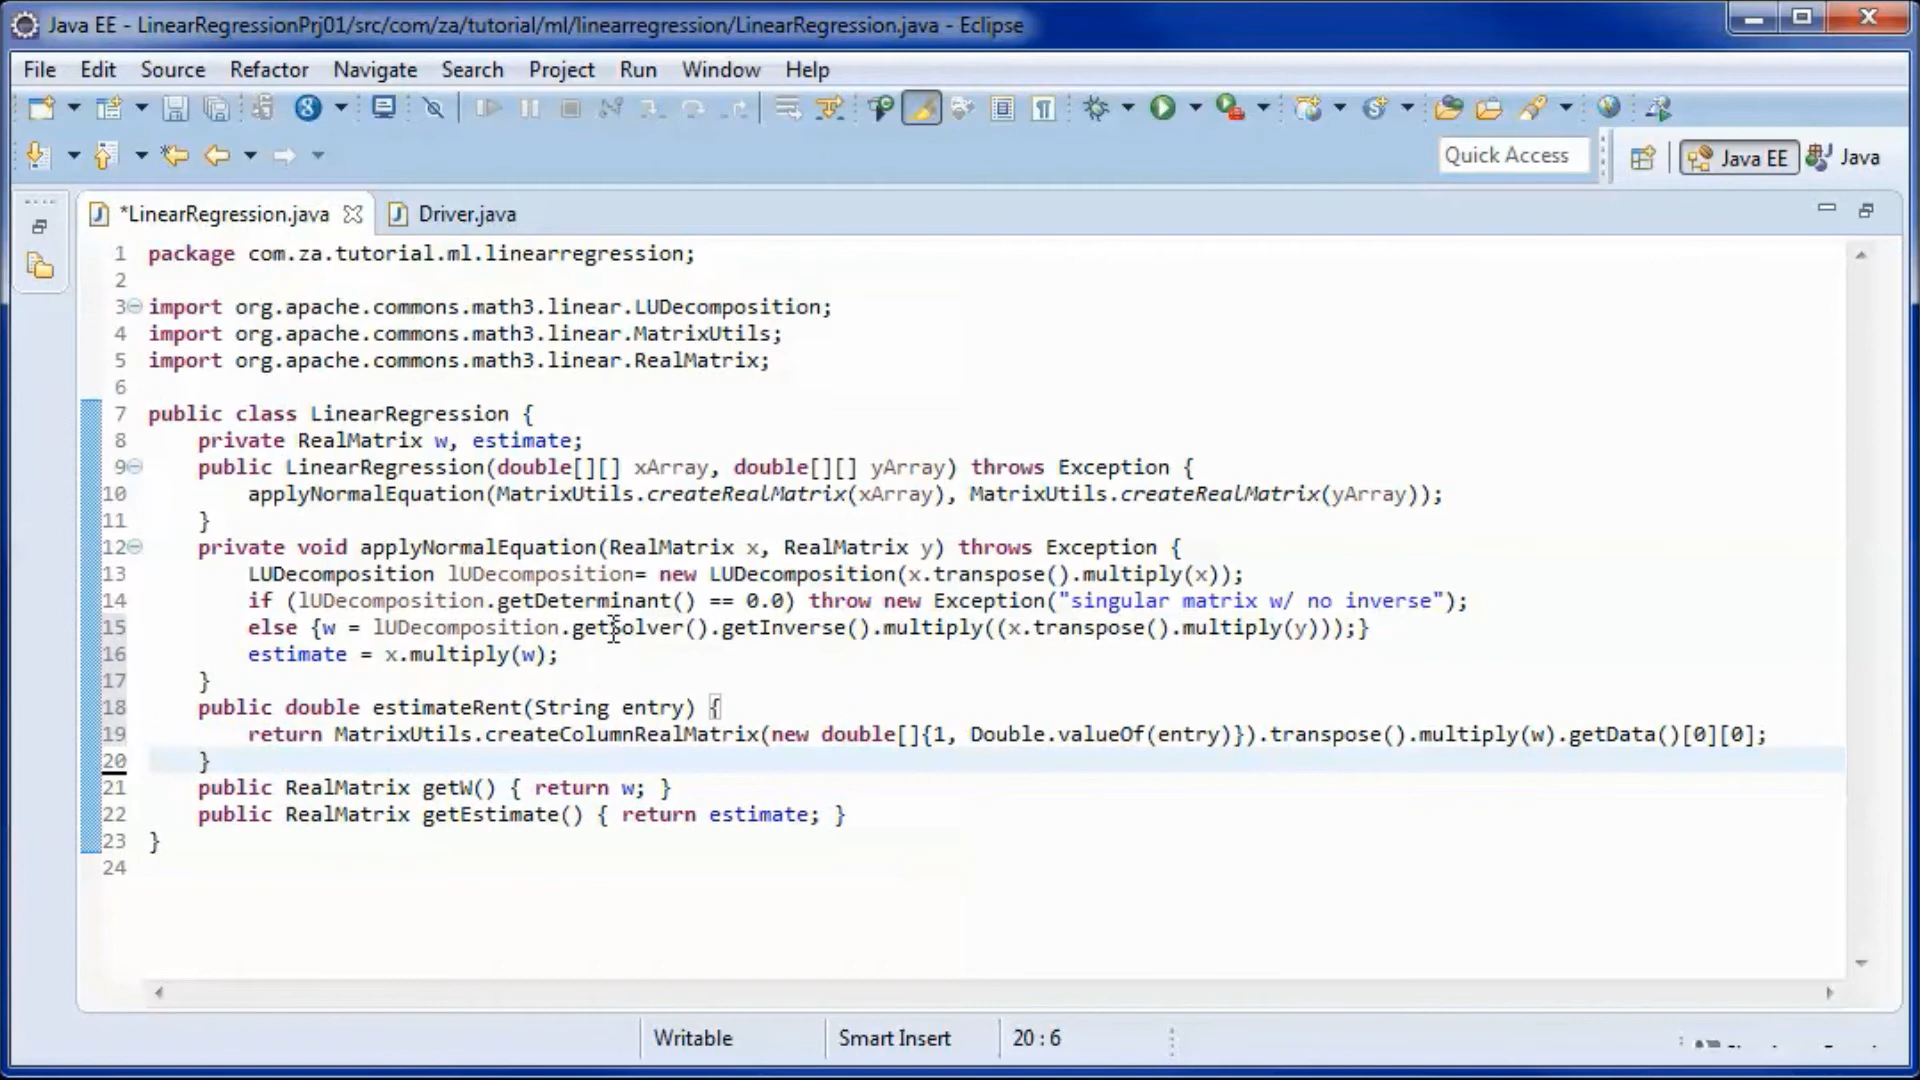 Java EE - LinearRegressionPrj01/src/com/za/tutorial/ml/linearregression/LinearRegression.java - Eclipse
File Edit Source Refactor Navigate Search Project Run Window Help
Quick Access Java EE Java
*LinearRegression.java Driver.java
1 package com.za.tutorial.ml.linearregression;
2
3 import org.apache.commons.math3.linear.LUDecomposition;
4 import org.apache.commons.math3.linear.MatrixUtils;
5 import org.apache.commons.math3.linear.RealMatrix;
6
7 public class LinearRegression {
8 private RealMatrix w, estimate;
9 public LinearRegression(double[][] xArray, double[][] yArray) throws Exception {
10 applyNormalEquation(MatrixUtils.createRealMatrix(xArray), MatrixUtils.createRealMatrix(yArray));
11 }
12 private void applyNormalEquation(RealMatrix x, RealMatrix y) throws Exception {
13 LUDecomposition lUDecomposition= new LUDecomposition(x.transpose().multiply(x));
14 if (lUDecomposition.getDeterminant() == 0.0) throw new Exception("singular matrix w/ no inverse");
15 else {w = lUDecomposition.getSolver().getInverse().multiply((x.transpose().multiply(y)));}
16 estimate = x.multiply(w);
17 }
18 public double estimateRent(String entry) {
19 return MatrixUtils.createColumnRealMatrix(new double[]{1, Double.valueOf(entry)}).transpose().multiply(w).getData()[0][0];
20 }
21 public RealMatrix getW() { return w; }
22 public RealMatrix getEstimate() { return estimate; }
23 }
24
Writable Smart Insert 20 : 6